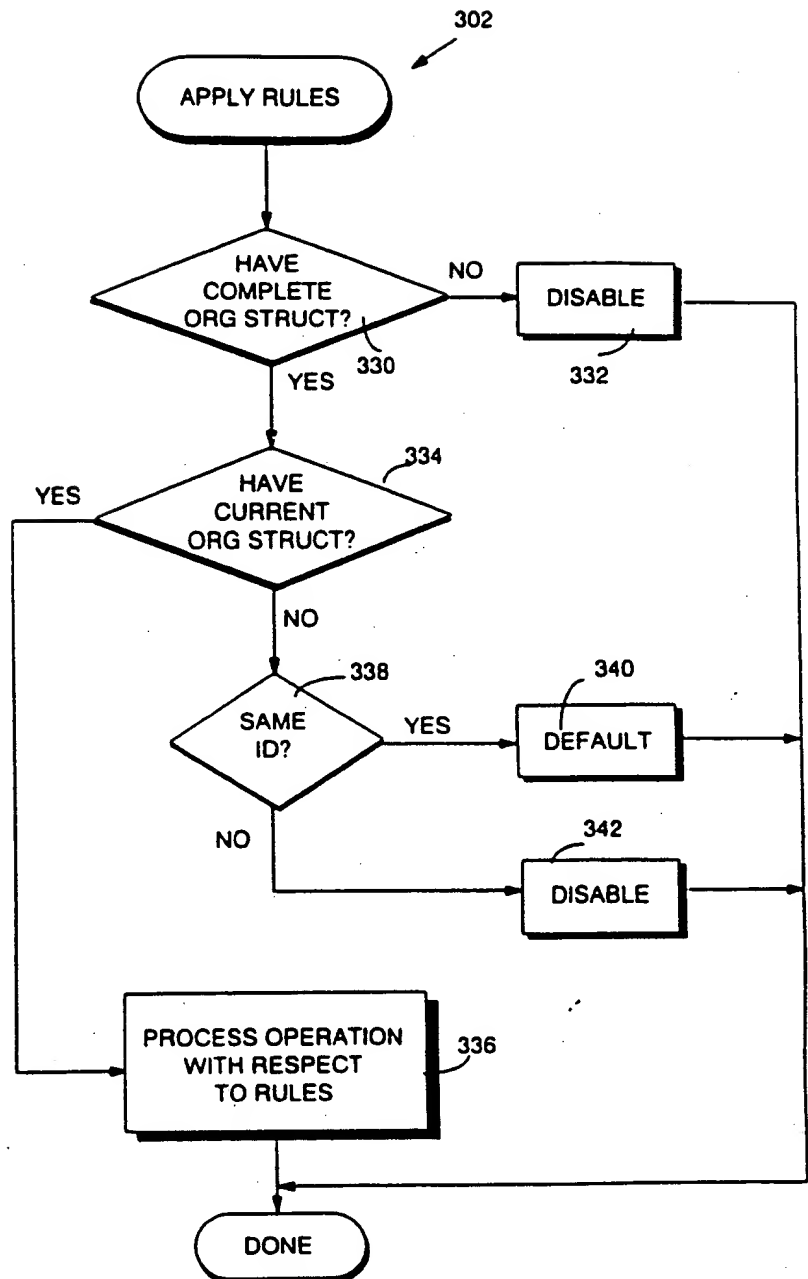 302
APPLY RULES
HAVE
COMPLETE
ORG STRUCT?
330
NO
DISABLE
332
YES
334
HAVE
CURRENT
ORG STRUCT?
YES
NO
338
SAME
ID?
YES
340
DEFAULT
NO
342
DISABLE
PROCESS OPERATION
WITH RESPECT
TO RULES
336
DONE